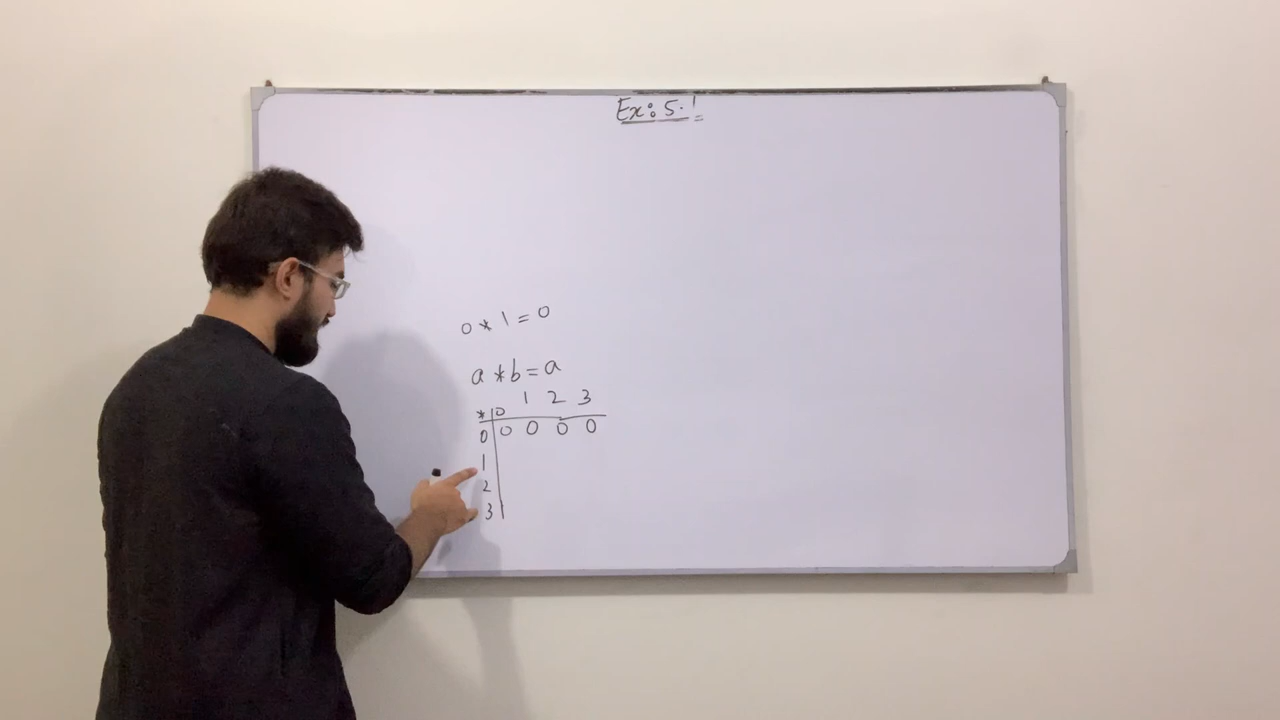 Ex: 5.1
0 * 1 = 0
a * b = a
* 0 1 2 3
0 0 0 0 0
1
2
3